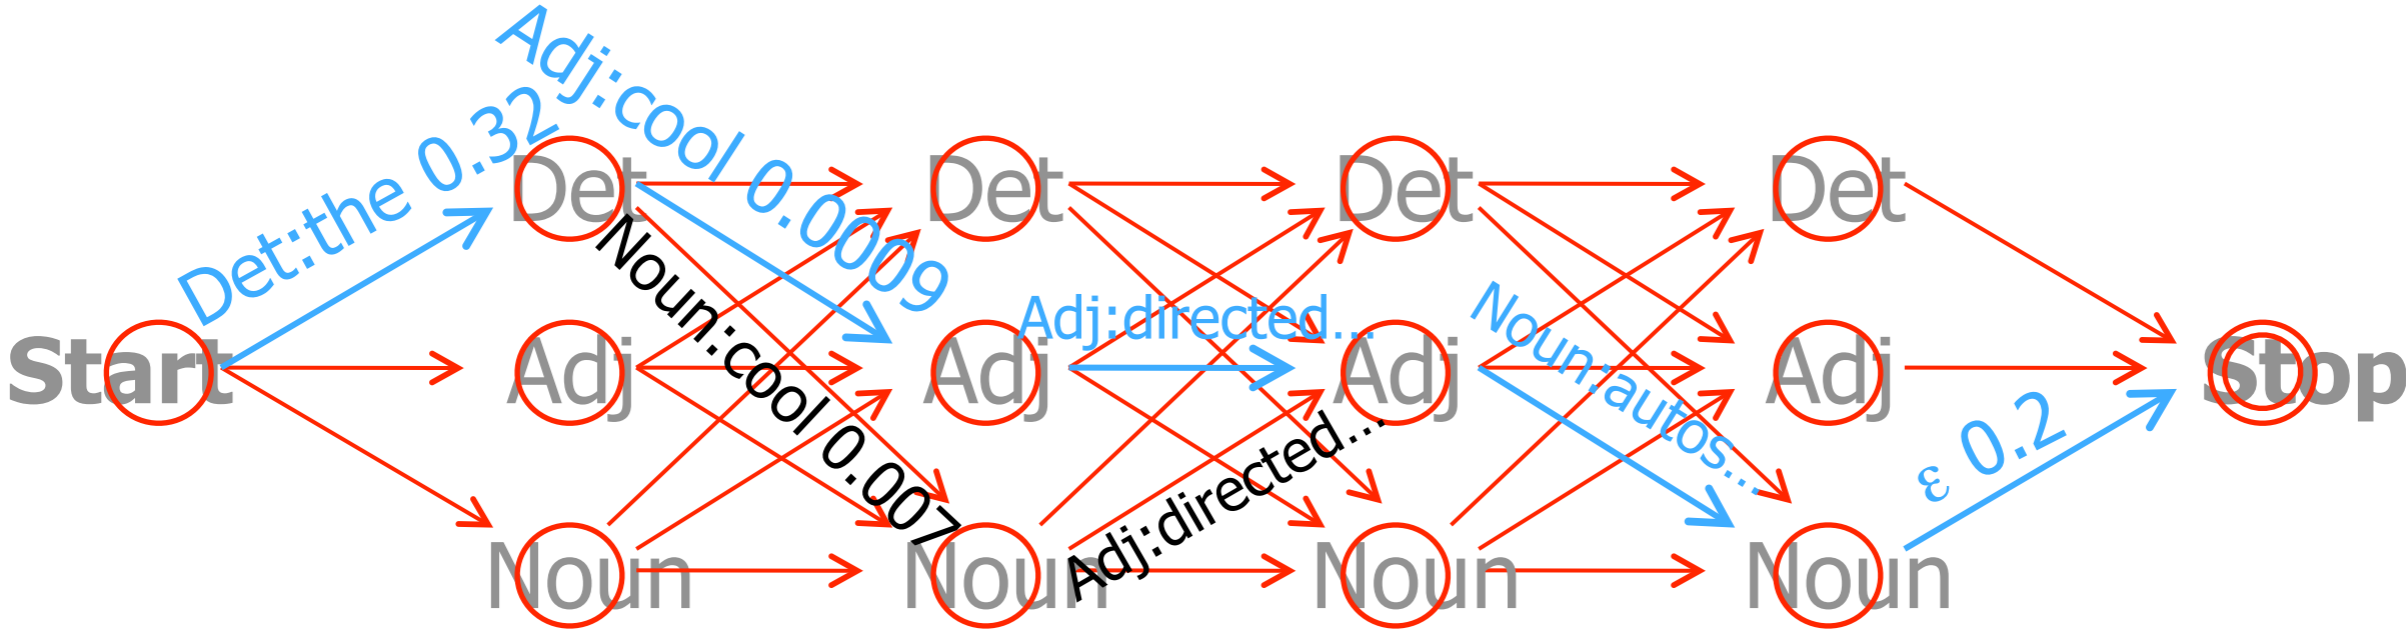 Adj:cool 0.0009
Det:the 0.32
Det Det Det Det
Noun:cool 0.007
Adj:directed...
Noun:autos...
Start Adj Adj Adj Adj Stop
Adj:directed...
ε 0.2
Noun Noun Noun Noun